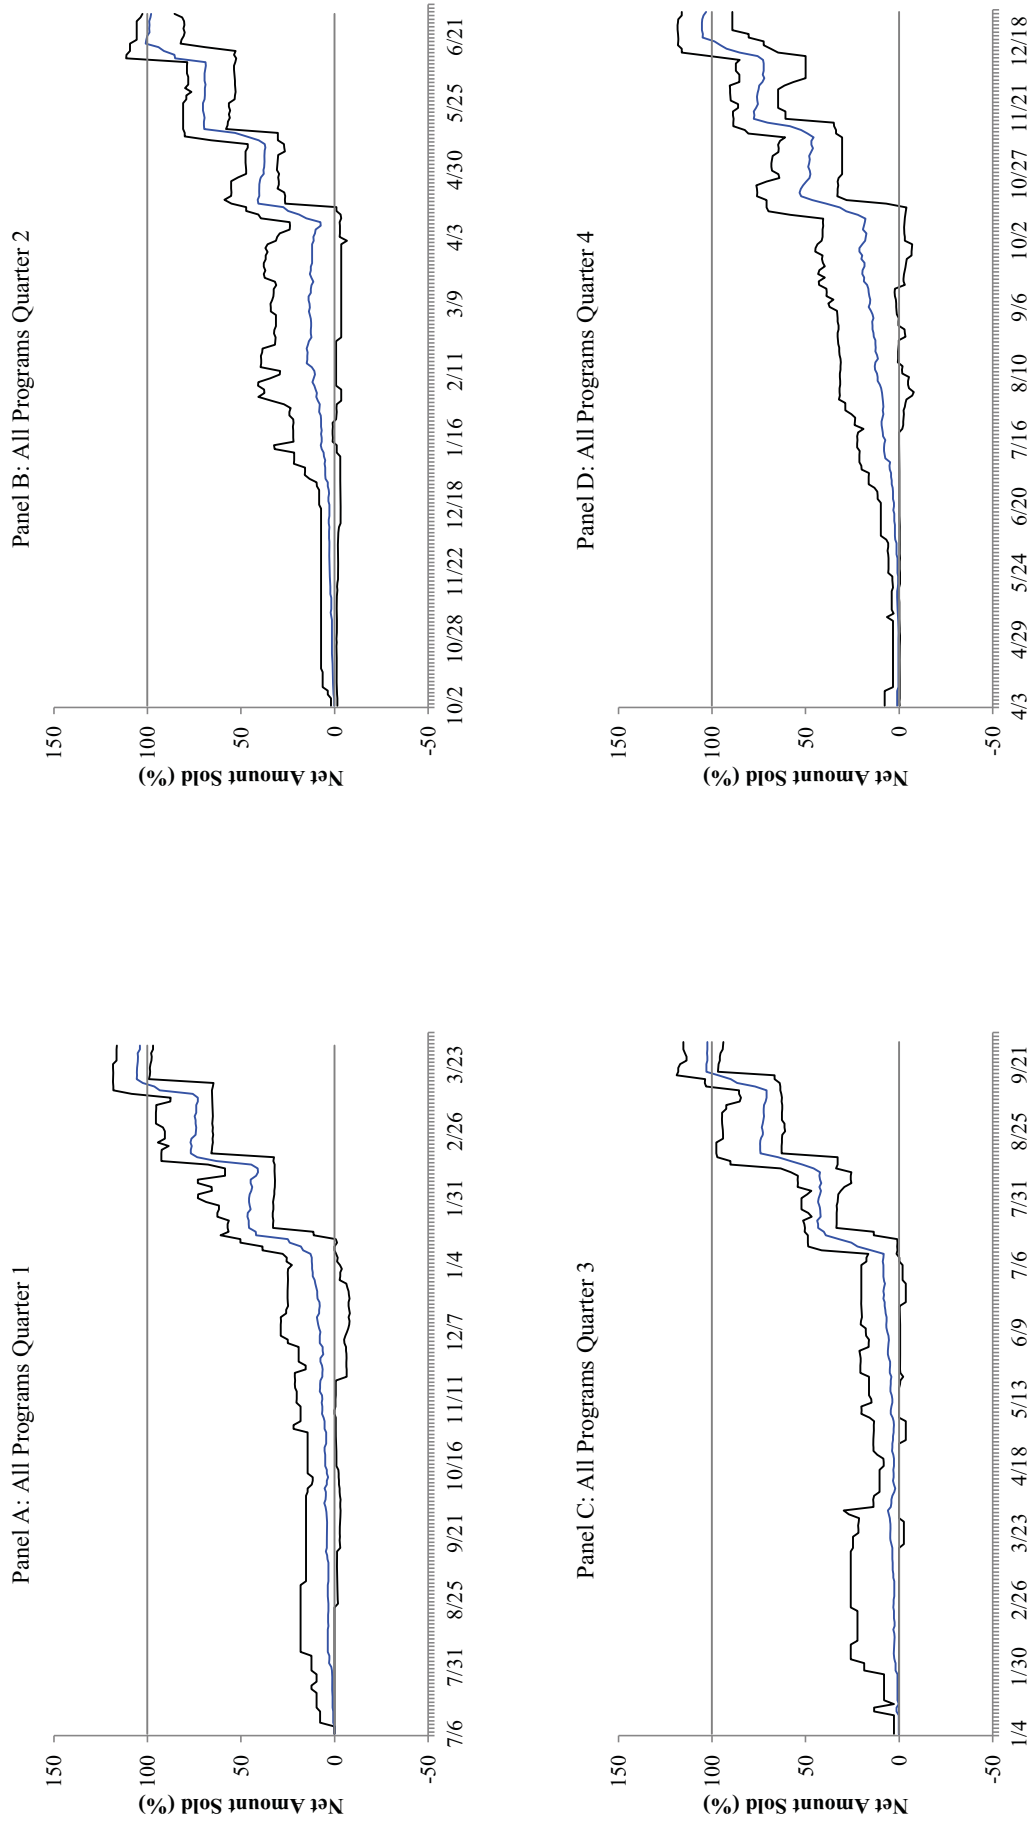 Panel A: All Programs Quarter 1
150
100
50
0
-50
Net Amount Sold (%)
7/6 7/31 8/25 9/21 10/16 11/11 12/7 1/4 1/31 2/26 3/23
Panel B: All Programs Quarter 2
150
100
50
0
-50
Net Amount Sold (%)
10/2 10/28 11/22 12/18 1/16 2/11 3/9 4/3 4/30 5/25 6/21
Panel C: All Programs Quarter 3
150
100
50
0
-50
Net Amount Sold (%)
1/4 1/30 2/26 3/23 4/18 5/13 6/9 7/6 7/31 8/25 9/21
Panel D: All Programs Quarter 4
150
100
50
0
-50
Net Amount Sold (%)
4/3 4/29 5/24 6/20 7/16 8/10 9/6 10/2 10/27 11/21 12/18